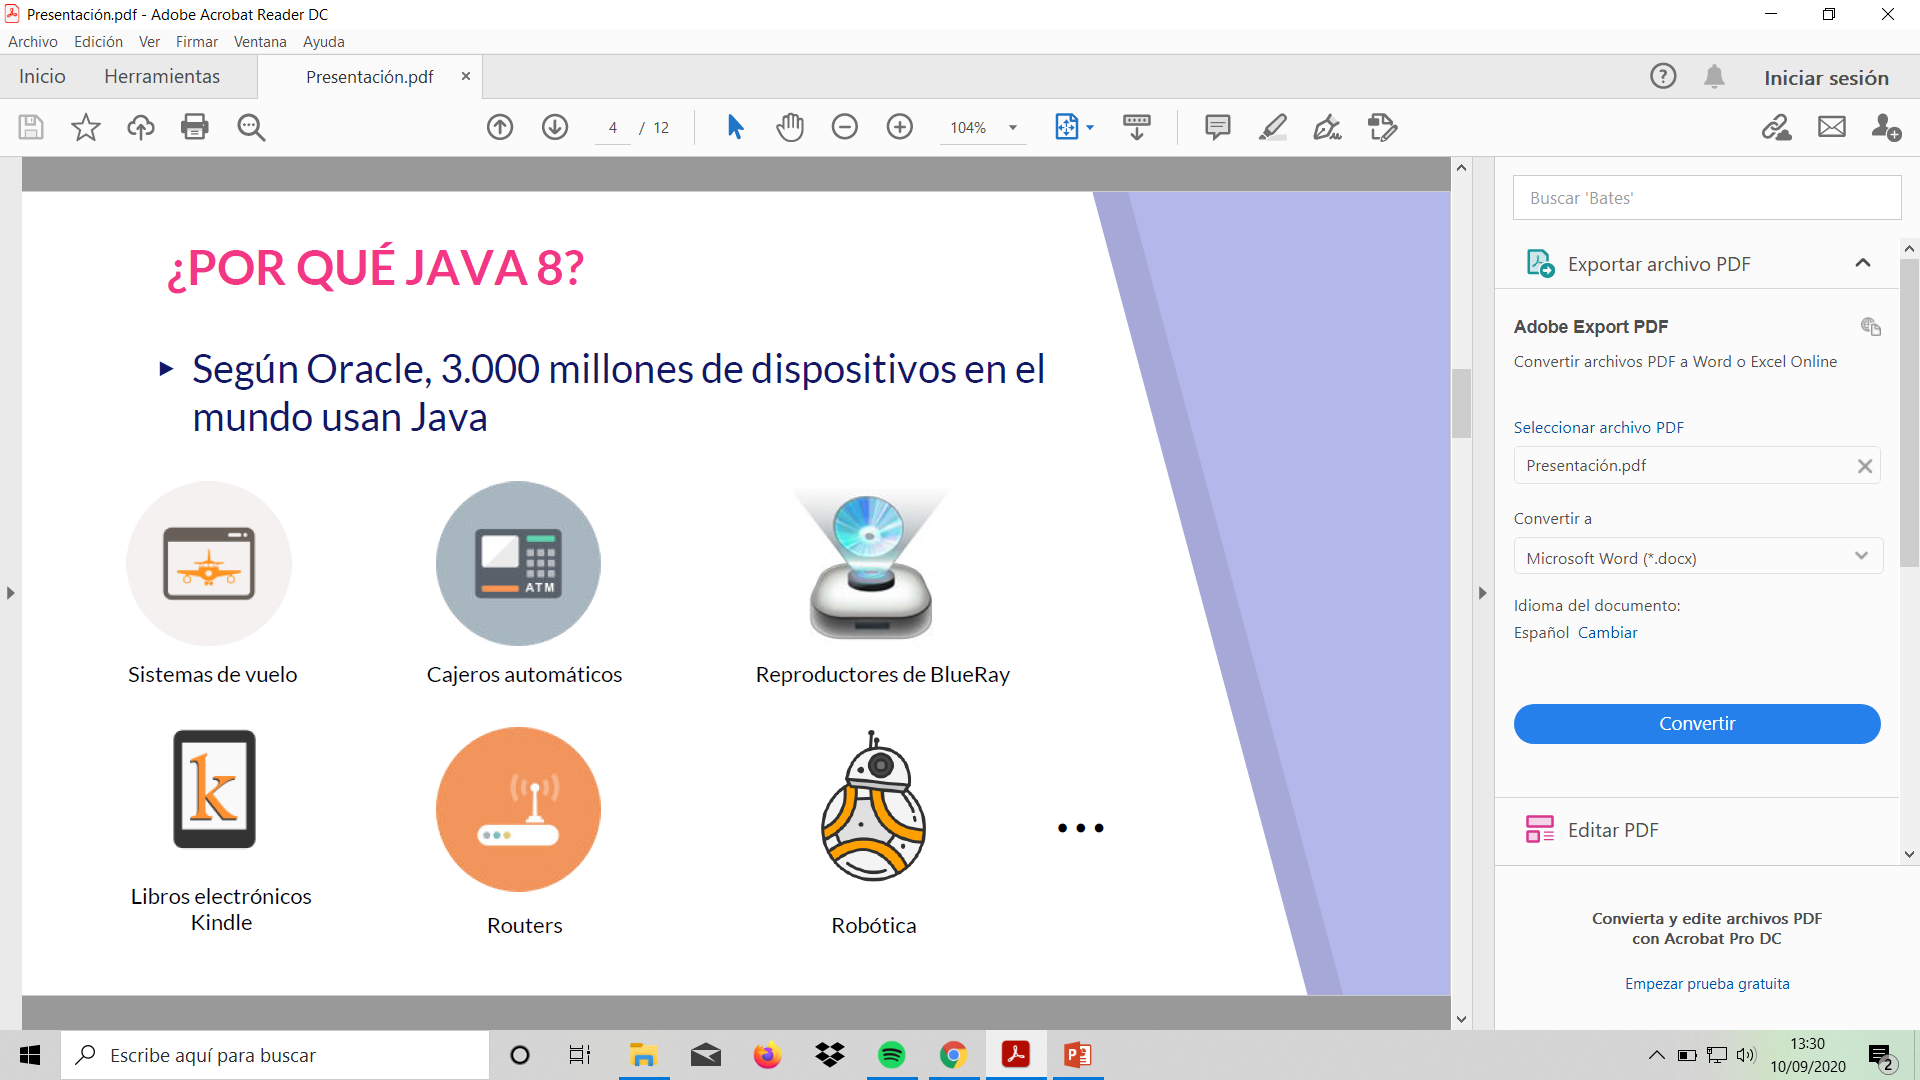 Presentación.pdf - Adobe Acrobat Reader DC
Archivo Edición Ver Firmar Ventana Ayuda
Inicio Herramientas Presentación.pdf Iniciar sesión
4 / 12 104%
¿POR QUÉ JAVA 8?
Según Oracle, 3.000 millones de dispositivos en el
mundo usan Java
ATM
Sistemas de vuelo
Cajeros automáticos
Reproductores de BlueRay
k
Libros electrónicos
Kindle
Routers
Robótica
...
Buscar 'Bates'
Exportar archivo PDF
Adobe Export PDF
Convertir archivos PDF a Word o Excel Online
Seleccionar archivo PDF
Presentación.pdf
Convertir a
Microsoft Word (*.docx)
Idioma del documento:
Español Cambiar
Convertir
Editar PDF
Convierta y edite archivos PDF
con Acrobat Pro DC
Empezar prueba gratuita
Escribe aquí para buscar
13:30
10/09/2020
2